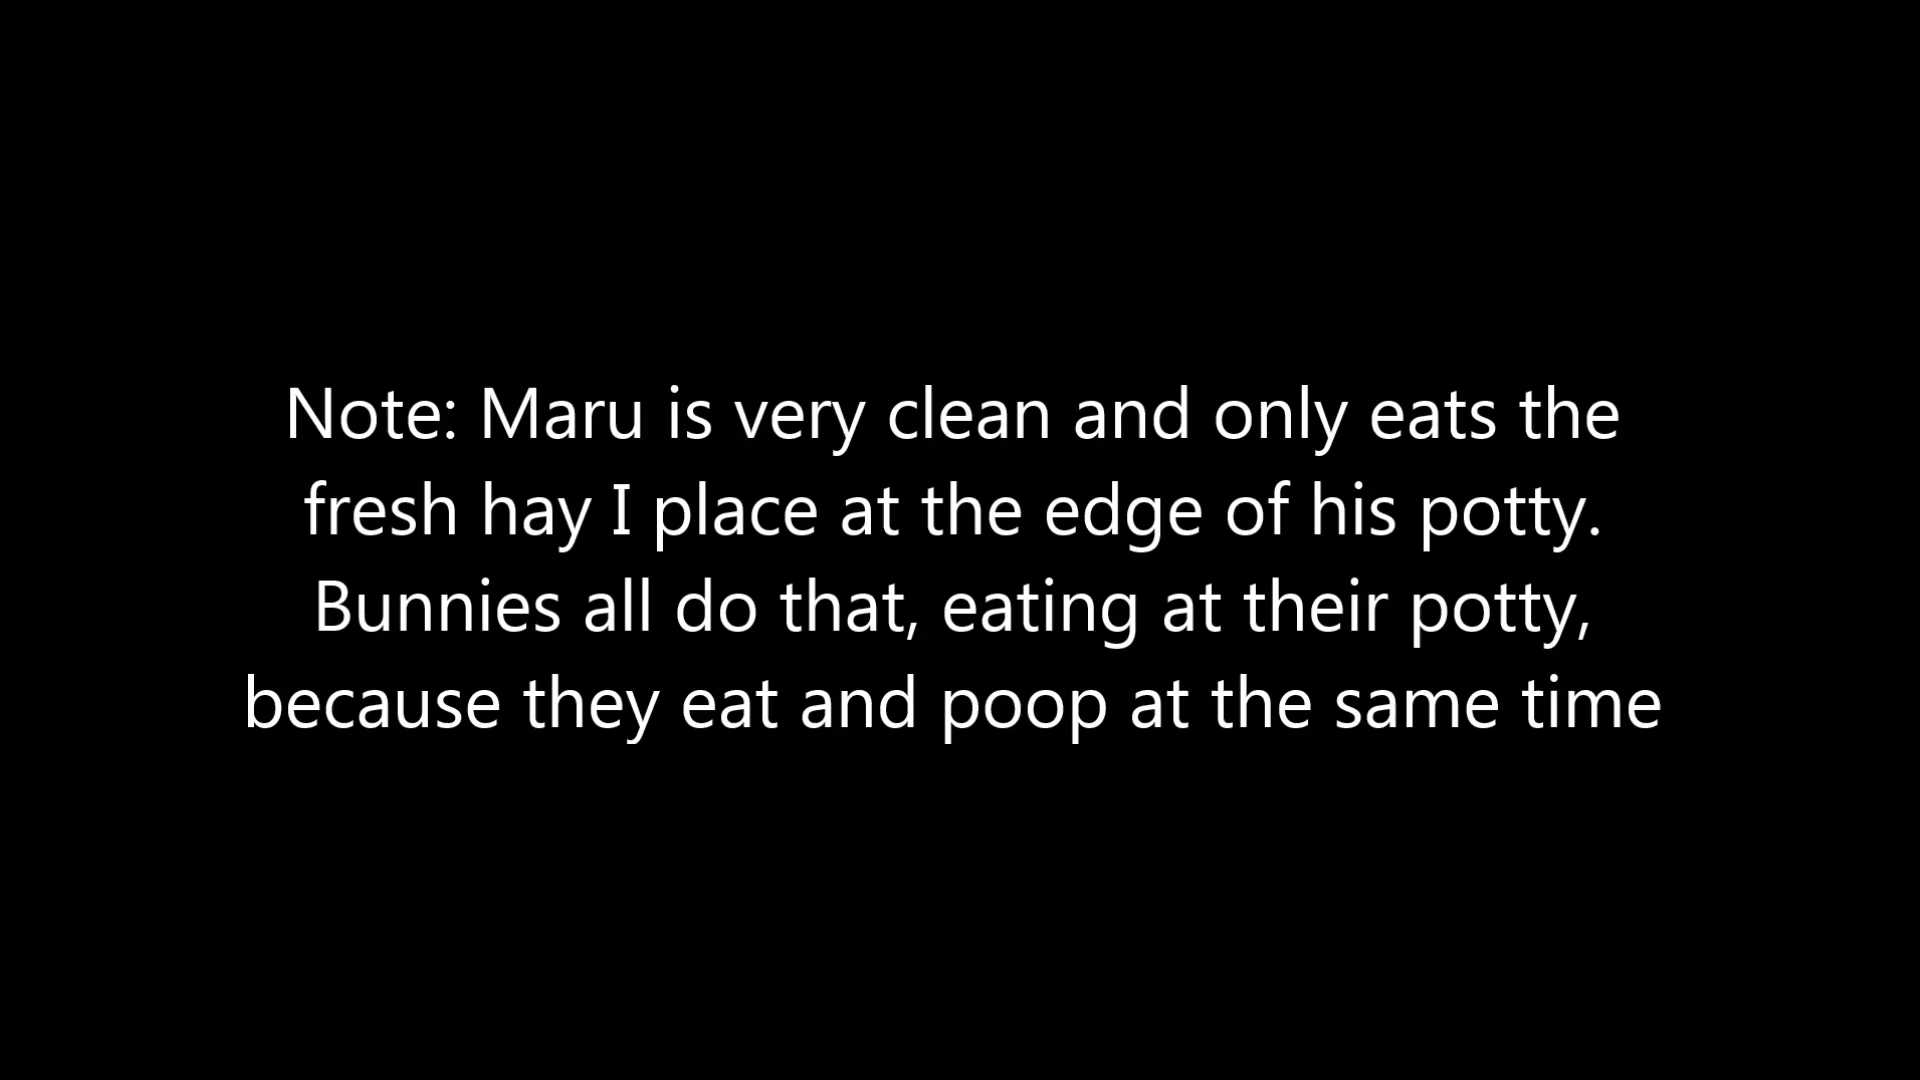 Note: Maru is very clean and only eats the
fresh hay I place at the edge of his potty.
Bunnies all do that, eating at their potty,
because they eat and poop at the same time